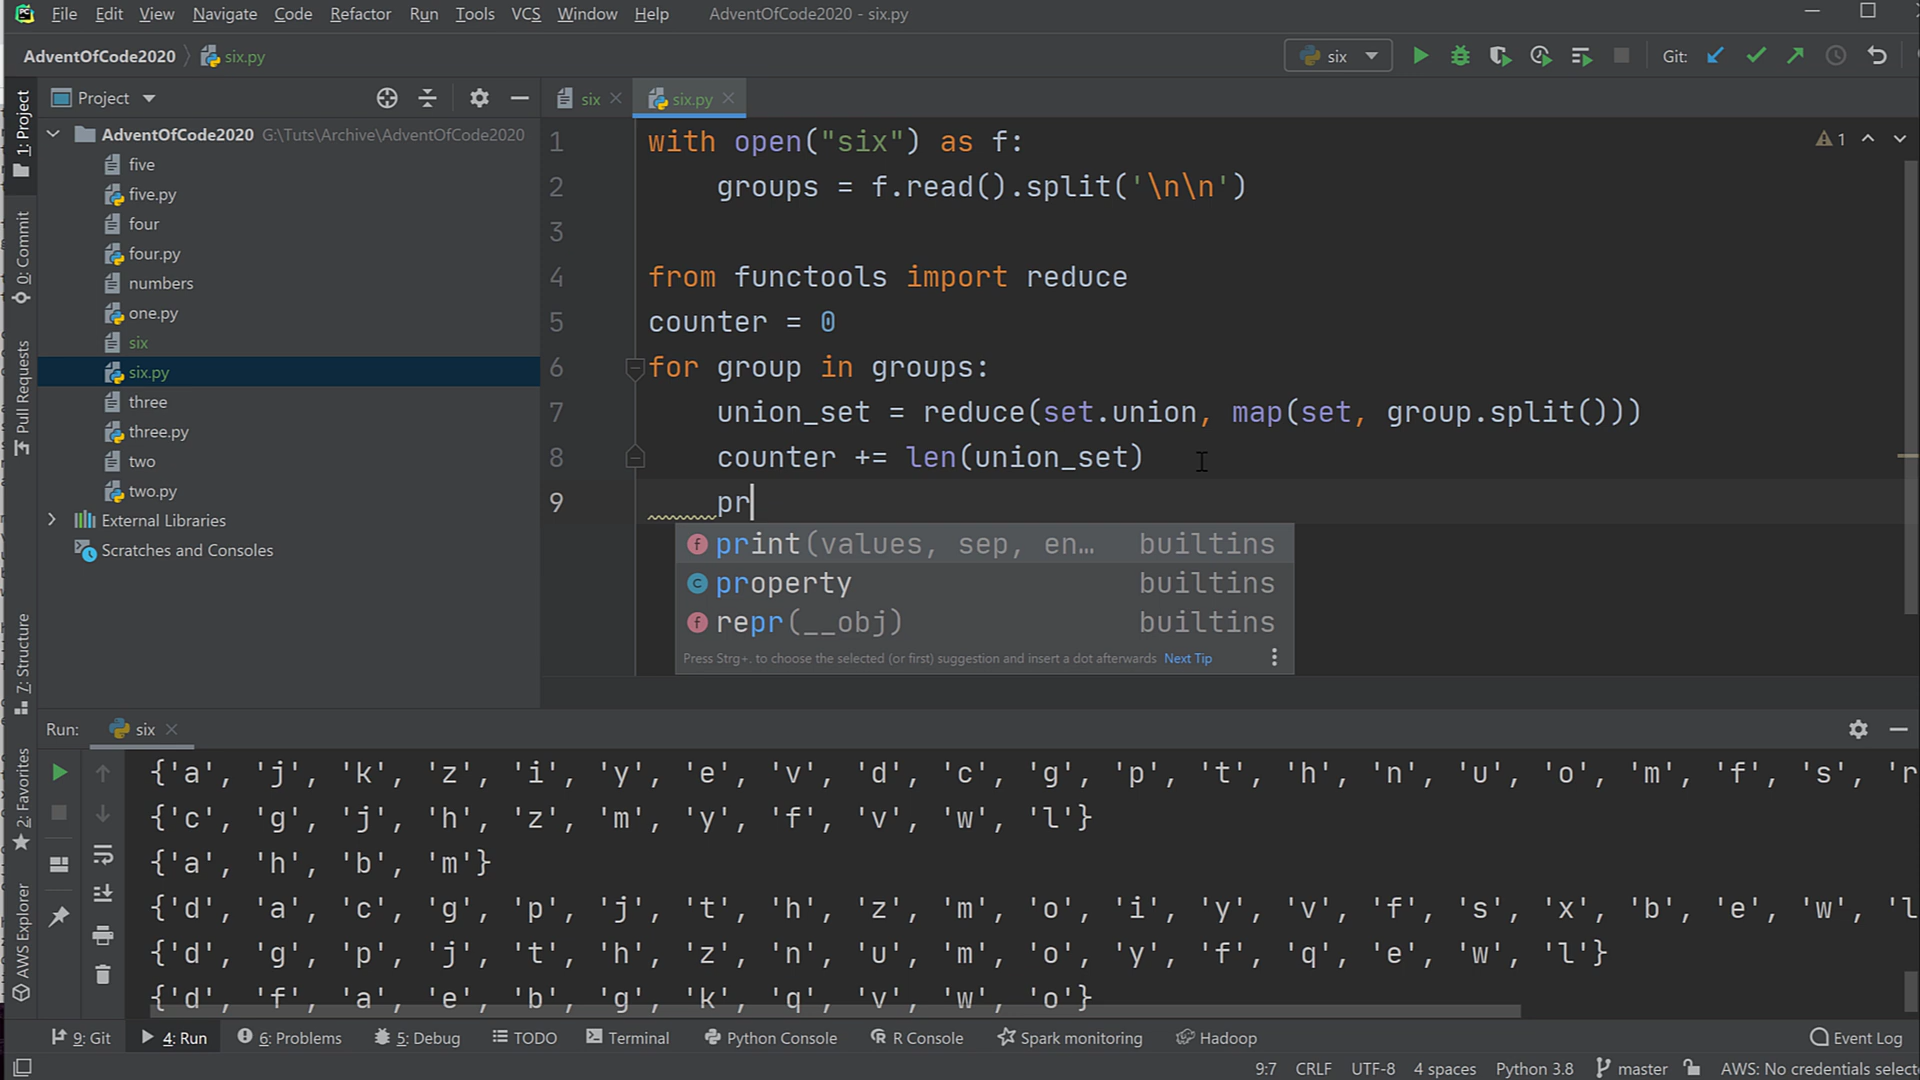 File Edit View Navigate Code Refactor Run Tools VCS Window Help AdventOfCode2020 - six.py
AdventOfCode2020 six.py six Git:
Project
six six.py
1: Project
0: Commit
Pull Requests
7: Structure
2: Favorites
AWS Explorer
AdventOfCode2020 G:\Tuts\Archive\AdventOfCode2020
five
five.py
four
four.py
numbers
one.py
six
six.py
three
three.py
two
two.py
External Libraries
Scratches and Consoles
1 with open("six") as f:
2 groups = f.read().split('\n\n')
3
4 from functools import reduce
5 counter = 0
6 for group in groups:
7 union_set = reduce(set.union, map(set, group.split()))
8 counter += len(union_set)
9 pr
1
print(values, sep, en… builtins
property builtins
repr(__obj) builtins
Press Strg+. to choose the selected (or first) suggestion and insert a dot afterwards Next Tip
Run: six
{'a', 'j', 'k', 'z', 'i', 'y', 'e', 'v', 'd', 'c', 'g', 'p', 't', 'h', 'n', 'u', 'o', 'm', 'f', 's', 'r
{'c', 'g', 'j', 'h', 'z', 'm', 'y', 'f', 'v', 'w', 'l'}
{'a', 'h', 'b', 'm'}
{'d', 'a', 'c', 'g', 'p', 'j', 't', 'h', 'z', 'm', 'o', 'i', 'y', 'v', 'f', 's', 'x', 'b', 'e', 'w', 'l
{'d', 'g', 'p', 'j', 't', 'h', 'z', 'n', 'u', 'm', 'o', 'y', 'f', 'q', 'e', 'w', 'l'}
{'d', 'f', 'a', 'e', 'b', 'g', 'k', 'q', 'v', 'w', 'o'}
9: Git 4: Run 6: Problems 5: Debug TODO Terminal Python Console R Console Spark monitoring Hadoop Event Log
9:7 CRLF UTF-8 4 spaces Python 3.8 master AWS: No credentials select